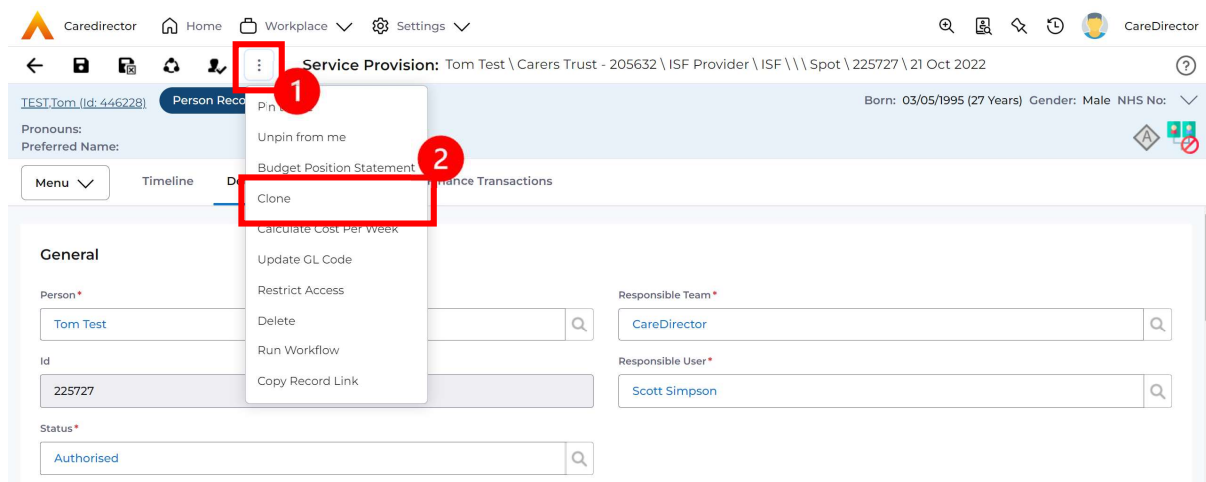 Caredirector Home Workplace Settings CareDirector
1 Service Provision: Tom Test \ Carers Trust - 205632 \ ISF Provider \ ISF \ \ \ Spot \ 225727 \ 21 Oct 2022
TEST,Tom (Id: 446228) Person Reco Born: 03/05/1995 (27 Years) Gender: Male NHS No:
Pin
Pronouns:
Unpin from me
Preferred Name:
Budget Position Statement 2
Menu Timeline De nance Transactions
Clone
Calculate Cost Per Week
General
Update GL Code
Restrict Access
Person* Responsible Team*
Tom Test CareDirector
Delete
Run Workflow
Id Responsible User*
Copy Record Link
225727 Scott Simpson
Status*
Authorised